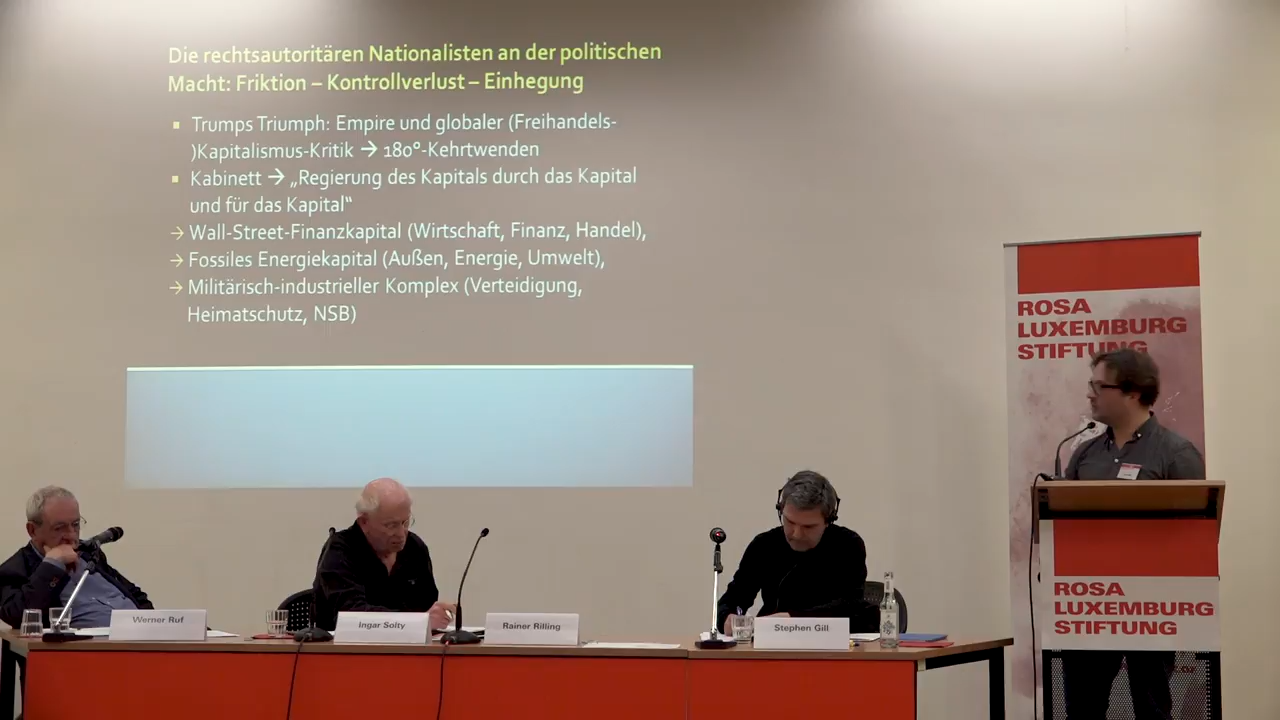 Die rechtsautoritären Nationalisten an der politischen
Macht: Friktion – Kontrollverlust – Einhegung
▪ Trumps Triumph: Empire und globaler (Freihandels-
)Kapitalismus-Kritik → 180°-Kehrtwenden
▪ Kabinett → „Regierung des Kapitals durch das Kapital
und für das Kapital“
→ Wall-Street-Finanzkapital (Wirtschaft, Finanz, Handel),
→ Fossiles Energiekapital (Außen, Energie, Umwelt),
→ Militärisch-industrieller Komplex (Verteidigung,
Heimatschutz, NSB)
ROSA
LUXEMBURG
STIFTUNG
Werner Ruf
Ingar Solty
Rainer Rilling
Stephen Gill
ROSA
LUXEMBURG
STIFTUNG